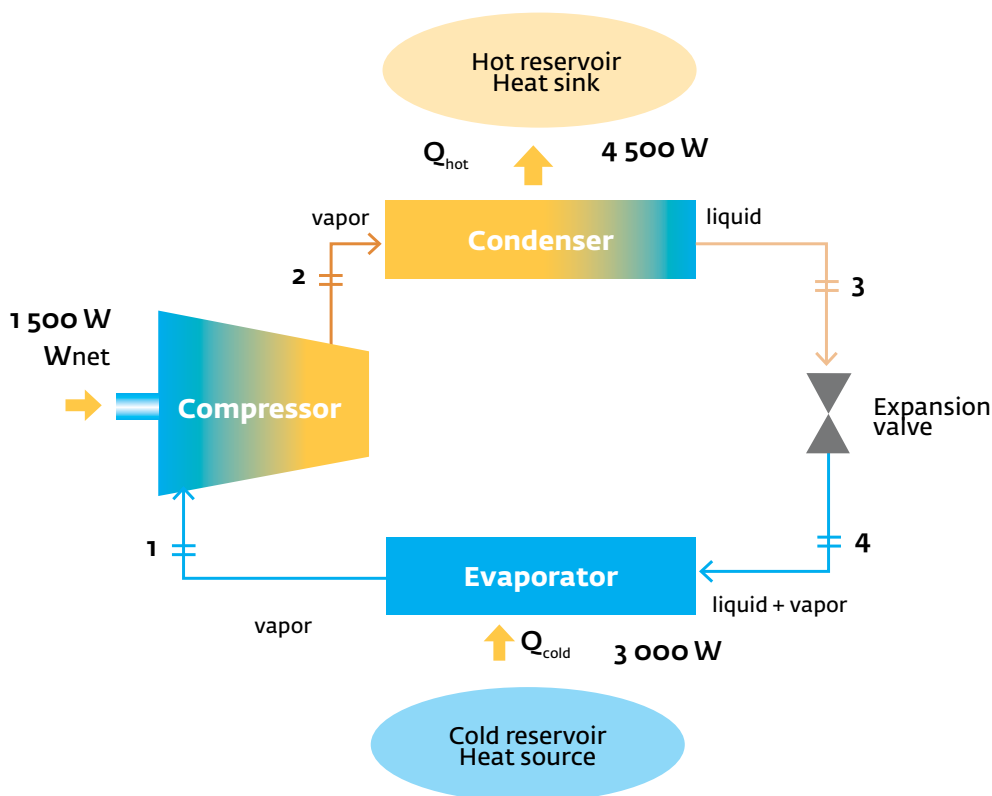 Hot reservoir
Heat sink
Qhot
4 500 W
vapor
Condenser
liquid
2
3
1 500 W
Wnet
Compressor
Expansion
valve
1
4
Evaporator
liquid + vapor
vapor
Qcold
3 000 W
Cold reservoir
Heat source